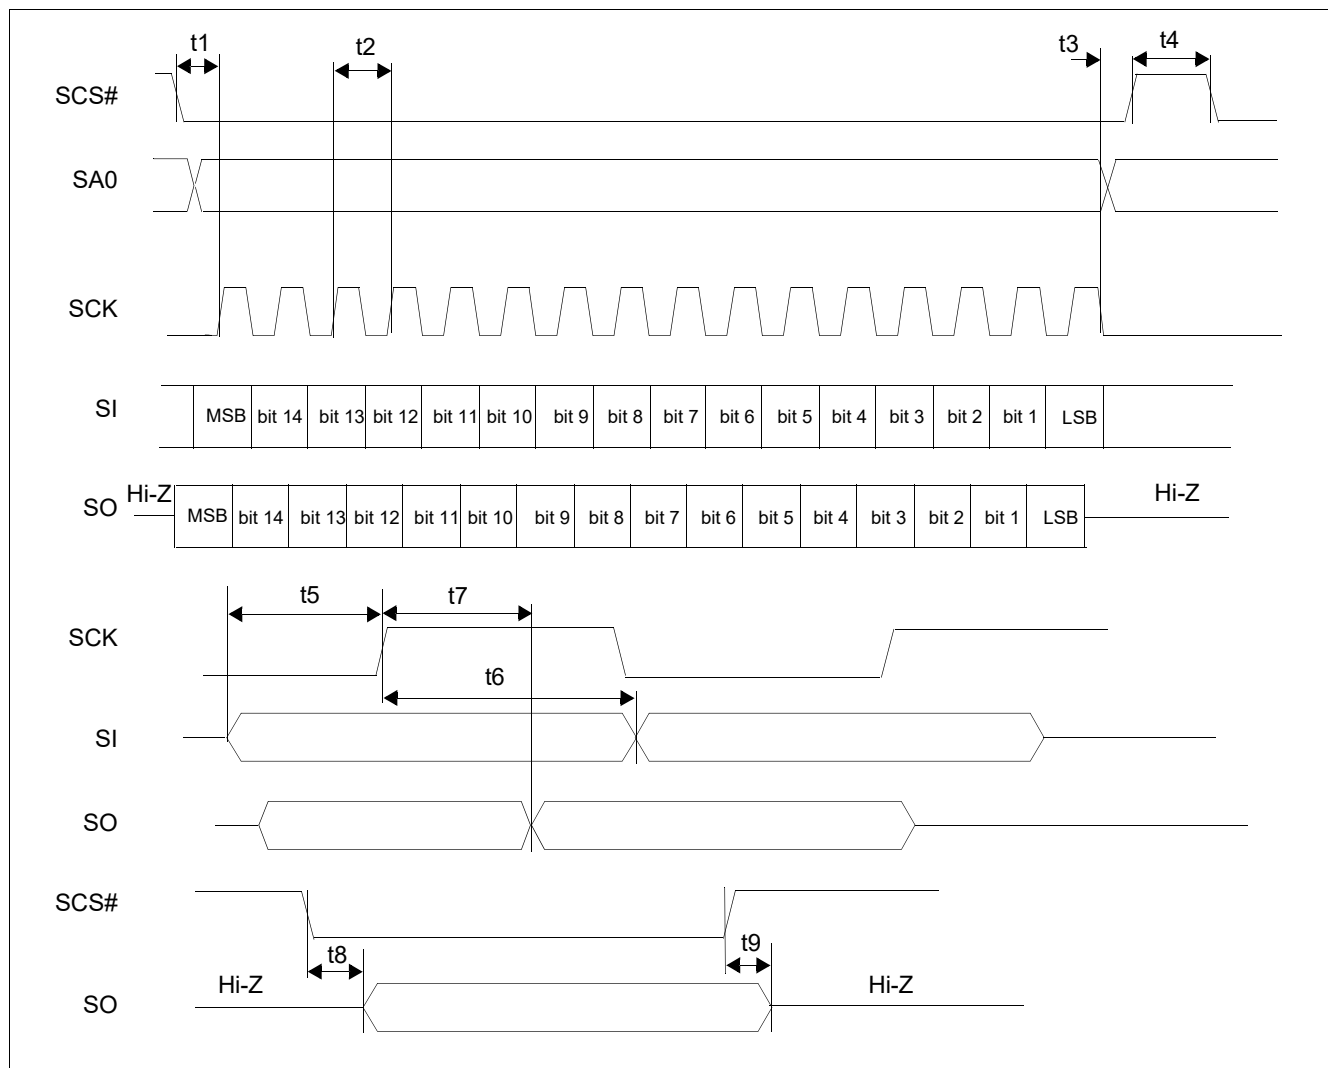 t1
t2
t3
t4
SCS#
SA0
SCK
SI
MSB bit 14 bit 13 bit 12 bit 11 bit 10 bit 9 bit 8 bit 7 bit 6 bit 5 bit 4 bit 3 bit 2 bit 1 LSB
SO
Hi-Z
MSB bit 14 bit 13 bit 12 bit 11 bit 10 bit 9 bit 8 bit 7 bit 6 bit 5 bit 4 bit 3 bit 2 bit 1 LSB
Hi-Z
t5
t7
SCK
t6
SI
SO
SCS#
t8
t9
Hi-Z
Hi-Z
SO